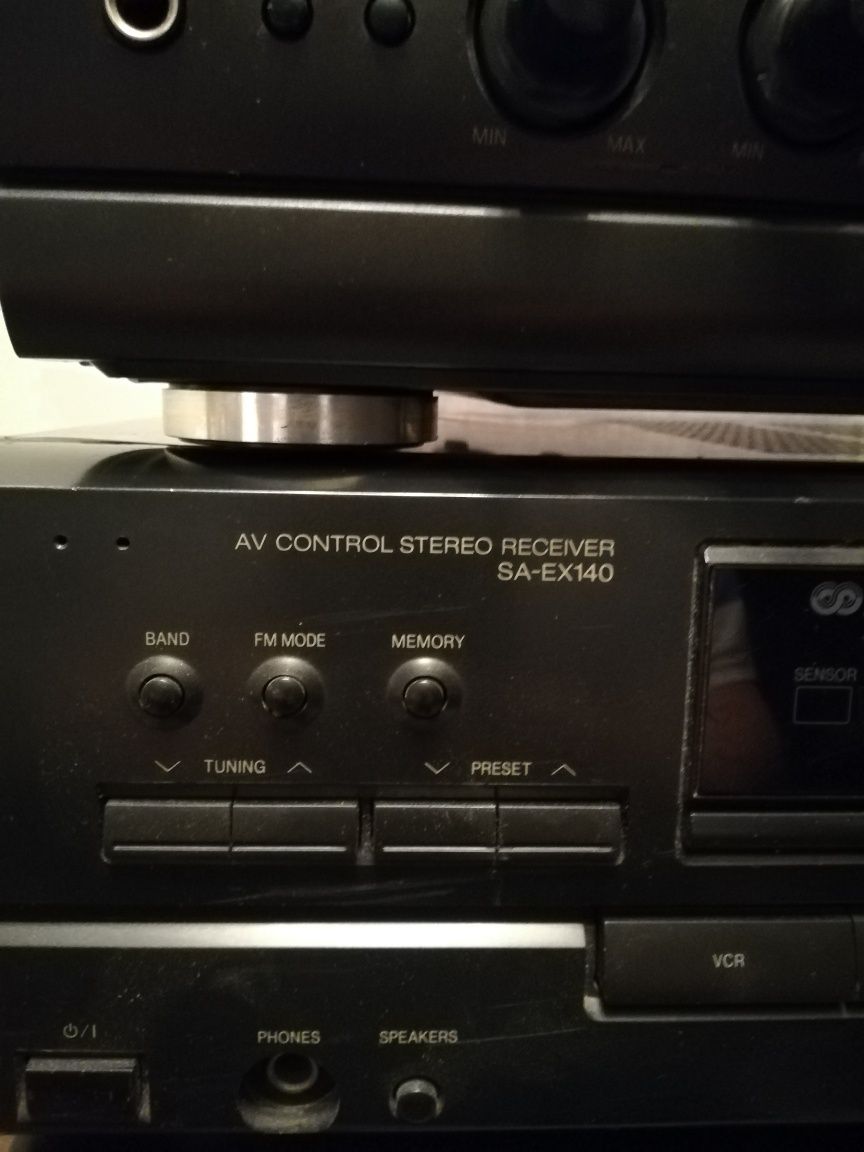 MIN
MAX
MIN
AV CONTROL STEREO RECEIVER
SA-EX140
BAND
FM MODE
MEMORY
SENSOR
TUNING
PRESET
VCR
⏻/I
PHONES
SPEAKERS